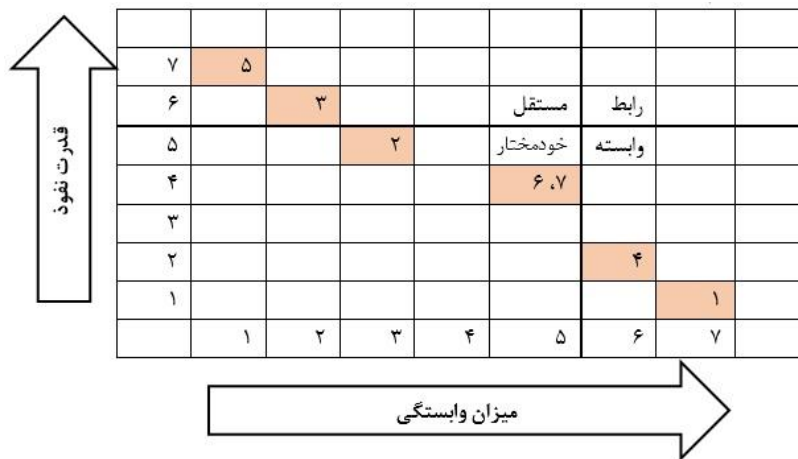 قدرت نفوذ
۷ ۵
۶ ۳ مستقل رابط
۵ ۲ خودمختار وابسته
۴ ۶ ،۷
۳
۲ ۴
۱ ۱
۱ ۲ ۳ ۴ ۵ ۶ ۷
میزان وابستگی